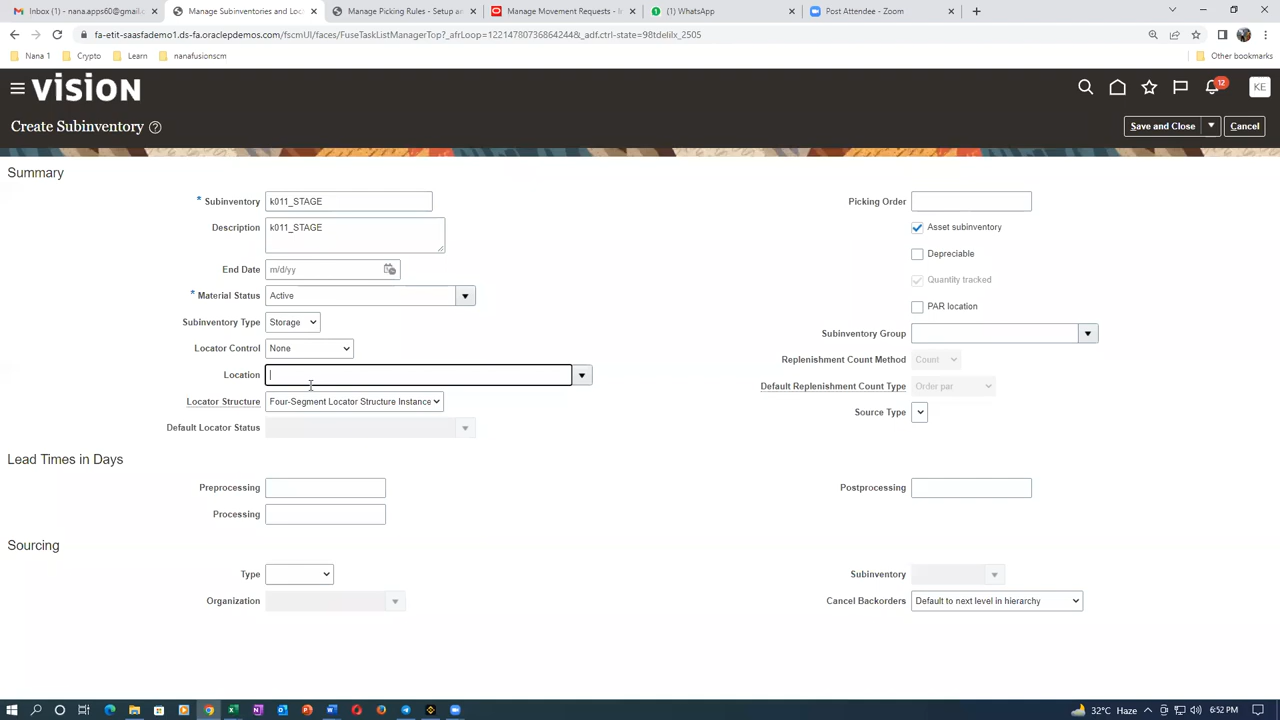 Inbox (1) - nana.apps60@gmail.c
Manage Subinventories and Loc
Manage Picking Rules - Setup an
Manage Movement Requests - In
(1) WhatsApp
Post Attendee - Zoom
fa-etit-saasfademo1.ds-fa.oraclepdemos.com/fscmUI/faces/FuseTaskListManagerTop?_afrLoop=12214780736864244&_adf.ctrl-state=98tdelilx_2505
Nana 1
Crypto
Learn
nanafusionscm
Other bookmarks
VISION
12
KE
Create Subinventory
Save and Close
Cancel
Summary
* Subinventory k011_STAGE
Picking Order
Description k011_STAGE
Asset subinventory
Depreciable
End Date m/d/yy
Quantity tracked
* Material Status Active
PAR location
Subinventory Type Storage
Subinventory Group
Locator Control None
Replenishment Count Method Count
Location
Default Replenishment Count Type Order par
Locator Structure Four-Segment Locator Structure Instance
Source Type
Default Locator Status
Lead Times in Days
Preprocessing
Postprocessing
Processing
Sourcing
Type
Subinventory
Organization
Cancel Backorders Default to next level in hierarchy
32°C Haze
6:52 PM